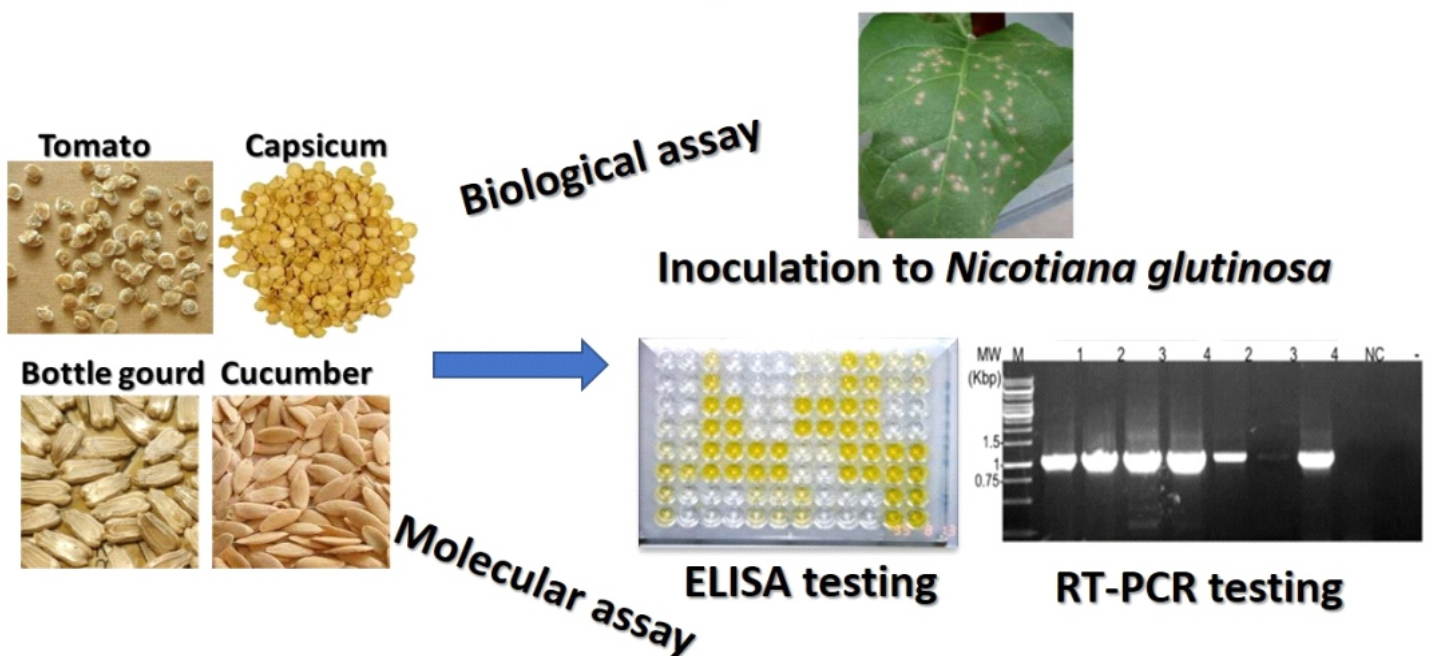 Tomato
Capsicum
Biological assay
Inoculation to Nicotiana glutinosa
Bottle gourd
Cucumber
MW M 1 2 3 4 2 3 4 NC -
(Kbp)
1.5-
1-
0.75-
Molecular assay
ELISA testing
RT-PCR testing